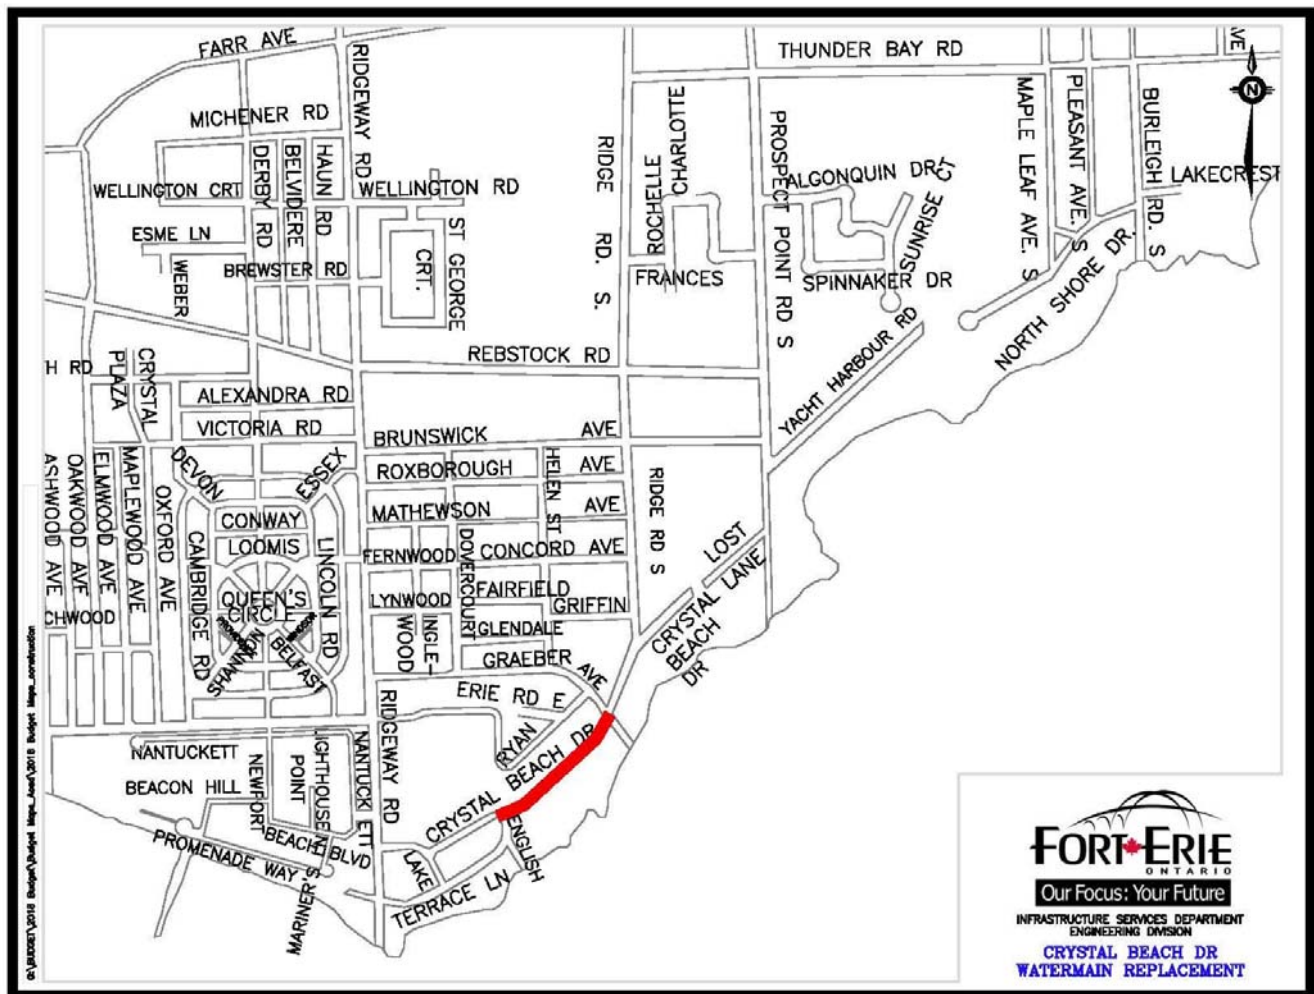 FARR AVE
RIDGEWAY RD
THUNDER BAY RD
AVE
N
MICHENER RD
DERBY RD
BELVIDERE
HAUN RD
WELLINGTON CRT
WELLINGTON RD
ESME LN
WEBER
BREWSTER RD
CRT.
ST GEORGE
RIDGE RD. S.
ROCHELLE
CHARLOTTE
FRANCES
PROSPECT POINT RD S
ALGONQUIN DR
SUNRISE CT
SPINNAKER DR
MAPLE LEAF AVE. S
PLEASANT AVE. S
BURLEIGH RD. S
LAKECREST
NORTH SHORE DR.
YACHT HARBOUR RD
REBSTOCK RD
H RD
CRYSTAL
PLAZA
ALEXANDRA RD
VICTORIA RD
BRUNSWICK AVE
ROXBOROUGH AVE
MATHEWSON AVE
HELEN ST
RIDGE RD S
ASHWOOD AVE
OAKWOOD AVE
ELMWOOD AVE
MAPLEWOOD AVE
OXFORD AVE
DEVON
ESSEX
CONWAY
LOOMIS
CAMBRIDGE RD
LINCOLN RD
QUEEN'S
CIRCLE
SHANNON
BELFAST
WINDSOR
CHWOOD
FERNWOOD
DOVERCOURT
CONCORD AVE
LYNWOOD
FAIRFIELD
GRIFFIN
INGLE-
WOOD
GLENDALE
GRAEBER AVE
LOST
CRYSTAL LANE
BEACH
DR
ERIE RD E
RYAN
CRYSTAL BEACH DR
RIDGEWAY RD
NANTUCKETT
NANTUCKETT
BEACON HILL
NEWPORT
POINT
IGHTHOUSE
BEACH BLVD
PROMENADE WAY
MARINER'S LN
LAKE
TERRACE LN
ENGLISH
FORT ERIE
ONTARIO
Our Focus: Your Future
INFRASTRUCTURE SERVICES DEPARTMENT
ENGINEERING DIVISION
CRYSTAL BEACH DR
WATERMAIN REPLACEMENT